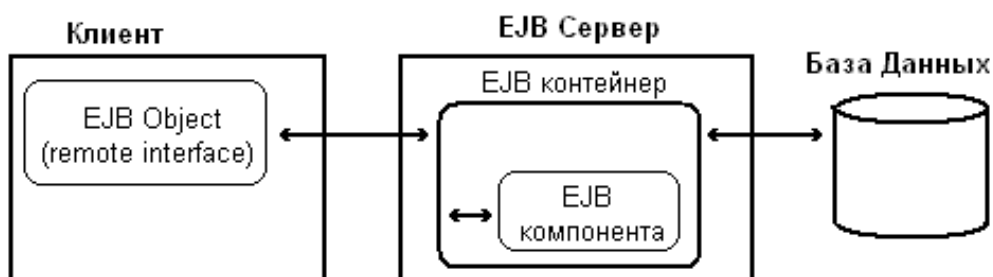 Клиент
EJB Object
(remote interface)
EJB Сервер
EJB контейнер
EJB
компонента
База Данных